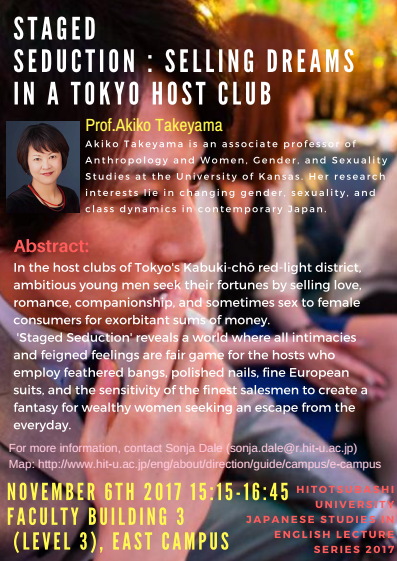 STAGED
SEDUCTION : SELLING DREAMS
IN A TOKYO HOST CLUB
Prof.Akiko Takeyama
Akiko Takeyama is an associate professor of
Anthropology and Women, Gender, and Sexuality
Studies at the University of Kansas. Her research
interests lie in changing gender, sexuality, and
class dynamics in contemporary Japan.
Abstract:
In the host clubs of Tokyo's Kabuki-chō red-light district,
ambitious young men seek their fortunes by selling love,
romance, companionship, and sometimes sex to female
consumers for exorbitant sums of money.
'Staged Seduction' reveals a world where all intimacies
and feigned feelings are fair game for the hosts who
employ feathered bangs, polished nails, fine European
suits, and the sensitivity of the finest salesmen to create a
fantasy for wealthy women seeking an escape from the
everyday.
For more information, contact Sonja Dale (sonja.dale@r.hit-u.ac.jp)
Map: http://www.hit-u.ac.jp/eng/about/direction/guide/campus/e-campus
NOVEMBER 6TH 2017 15:15-16:45
FACULTY BUILDING 3
(LEVEL 3), EAST CAMPUS
HITOTSUBASHI
UNIVERSITY
JAPANESE STUDIES IN
ENGLISH LECTURE
SERIES 2017